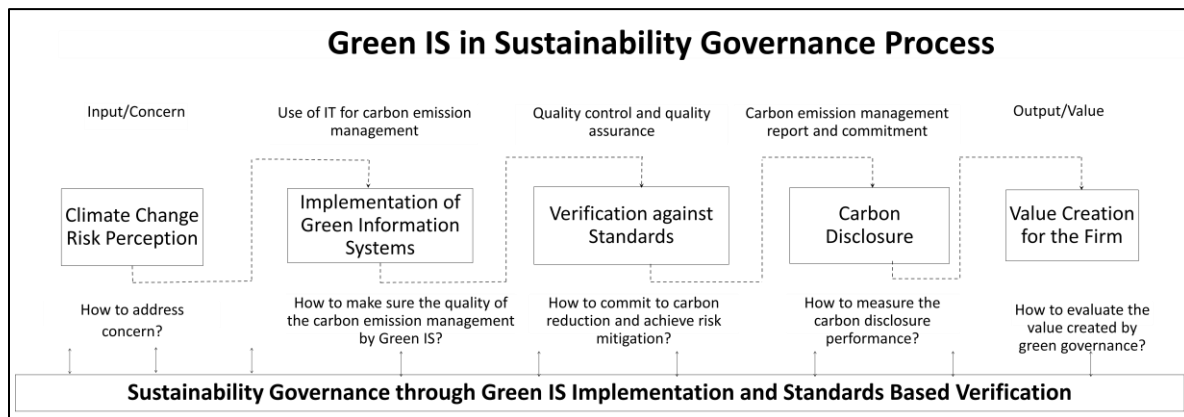 Green IS in Sustainability Governance Process
Input/Concern
Use of IT for carbon emission
management
Quality control and quality
assurance
Carbon emission management
report and commitment
Output/Value
Climate Change
Risk Perception
Implementation of
Green Information
Systems
Verification against
Standards
Carbon
Disclosure
Value Creation
for the Firm
How to address
concern?
How to make sure the quality of
the carbon emission management
by Green IS?
How to commit to carbon
reduction and achieve risk
mitigation?
How to measure the
carbon disclosure
performance?
How to evaluate the
value created by
green governance?
Sustainability Governance through Green IS Implementation and Standards Based Verification